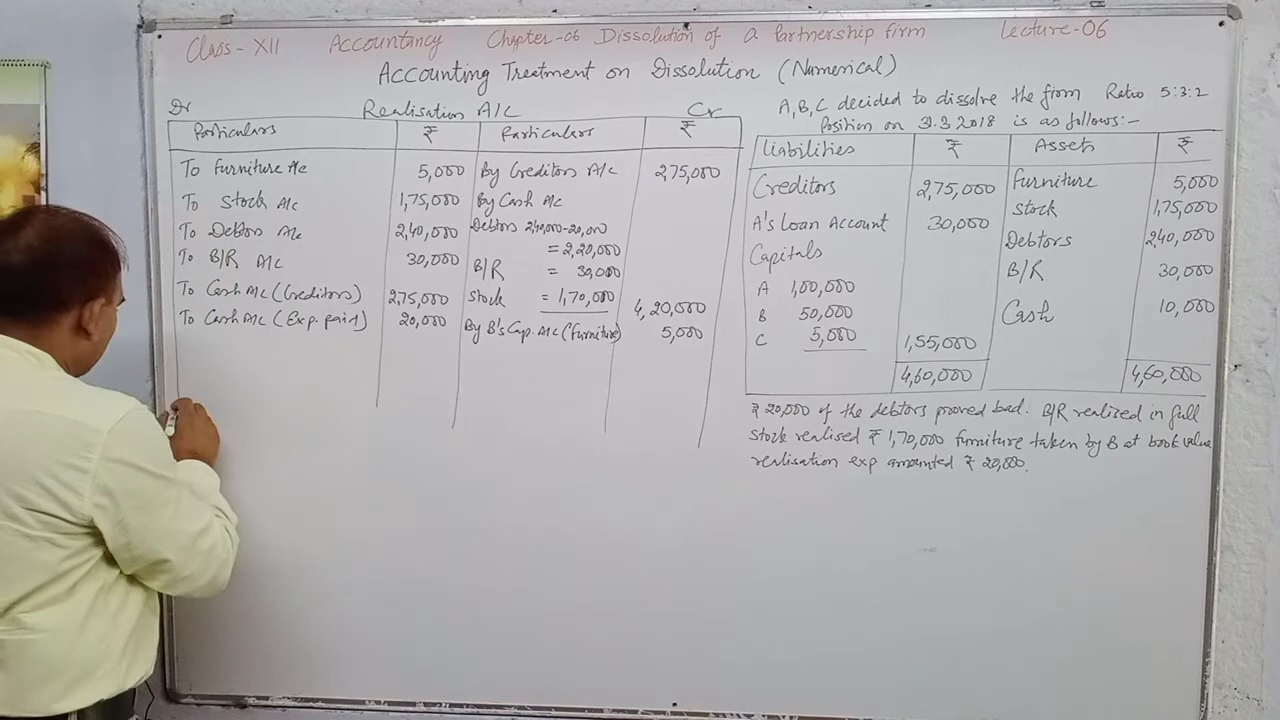 Class-XII Accountancy Chapter-06 Dissolution of a Partnership firm Lecture-06
Accounting Treatment on Dissolution (Numerical)
Dr Realisation A/c Cr
Particulars ₹ Particulars ₹
To Furniture A/c 5,000 By Creditors A/c 2,75,000
To Stock A/c 1,75,000 By Cash A/c
To Debtors A/c 2,40,000 Debtors 2,40,000-20,000
= 2,20,000
To B/R A/c 30,000 B/R = 30,000
To Cash A/c (Creditors) 2,75,000 Stock = 1,70,000 4,20,000
To Cash A/c (Exp. paid) 20,000 By B's Cap. A/c (Furniture) 5,000
A,B,C decided to dissolve the firm Ratio 5:3:2
Position on 31.3.2018 is as follows:-
Liabilities ₹ Assets ₹
Creditors 2,75,000 Furniture 5,000
Stock 1,75,000
A's Loan Account 30,000 Debtors 2,40,000
Capitals B/R 30,000
A 1,00,000 Cash 10,000
B 50,000
C 5,000 1,55,000
4,60,000 4,60,000
₹ 20,000 of the debtors proved bad. B/R realized in full
stock realised ₹ 1,70,000 furniture taken by B at book value
realisation exp amounted ₹ 20,000.